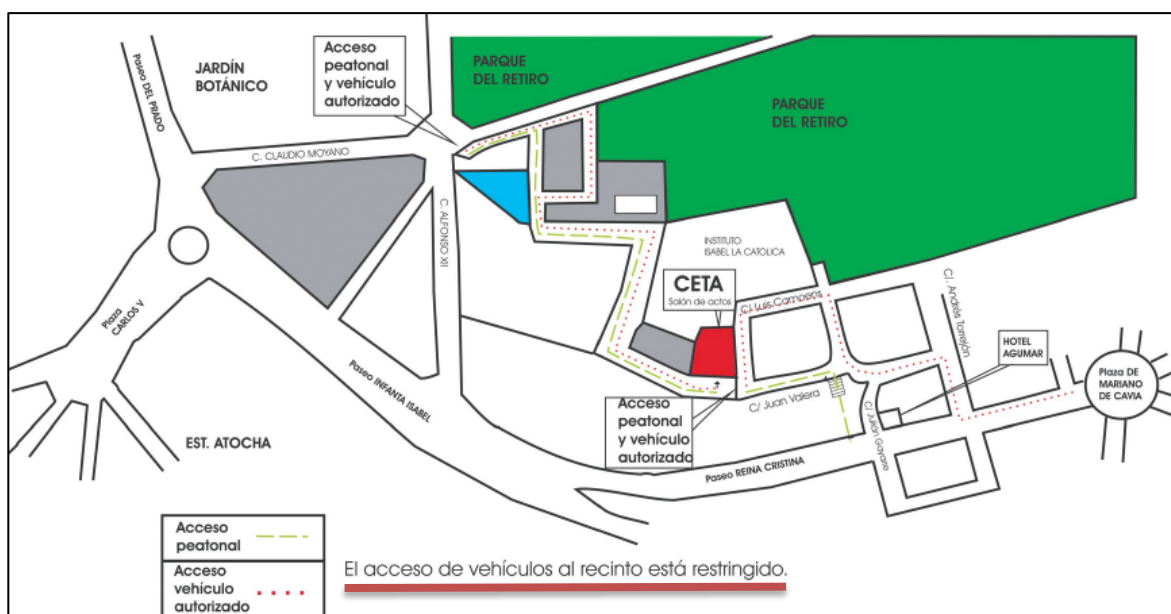 Paseo DEL PRADO
JARDÍN
BOTÁNICO
Acceso
peatonal
y vehículo
autorizado
PARQUE
DEL RETIRO
PARQUE
DEL RETIRO
C. CLAUDIO MOYANO
C. ALFONSO XII
INSTITUTO
ISABEL LA CATOLICA
CETA
Salón de actos
C/ Luis Camoens
C/ Andrés Torrejón
HOTEL
AGUMAR
Plaza DE
MARIANO
DE CAVIA
Plaza
CARLOS V
Paseo INFANTA ISABEL
C/ Juan Valera
Acceso
peatonal
y vehículo
autorizado
C/ Julián Gayarre
EST. ATOCHA
Paseo REINA CRISTINA
Acceso
peatonal
Acceso
vehículo
autorizado
El acceso de vehículos al recinto está restringido.